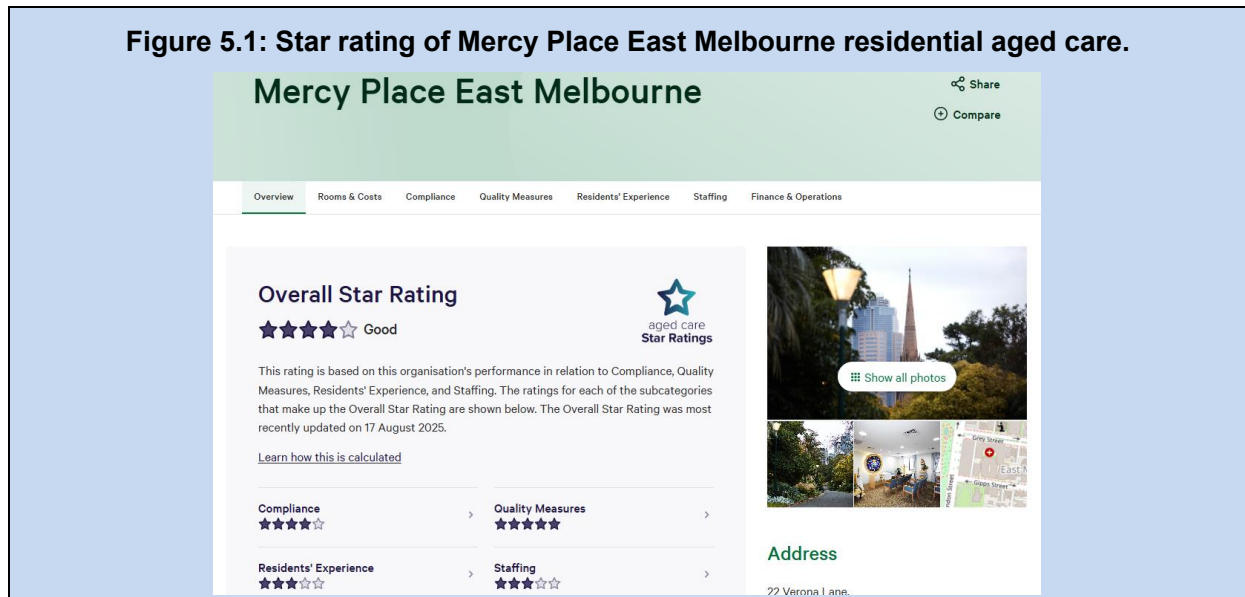 Figure 5.1: Star rating of Mercy Place East Melbourne residential aged care.
Mercy Place East Melbourne
Share
Compare
Overview Rooms & Costs Compliance Quality Measures Residents' Experience Staffing Finance & Operations
Overall Star Rating
Good
aged care
Star Ratings
This rating is based on this organisation's performance in relation to Compliance, Quality
Measures, Residents' Experience, and Staffing. The ratings for each of the subcategories
that make up the Overall Star Rating are shown below. The Overall Star Rating was most
recently updated on 17 August 2025.
Learn how this is calculated
Compliance
Quality Measures
Residents' Experience
Staffing
Show all photos
Grey Street
East
Gipps Street
Address
22 Verona Lane,